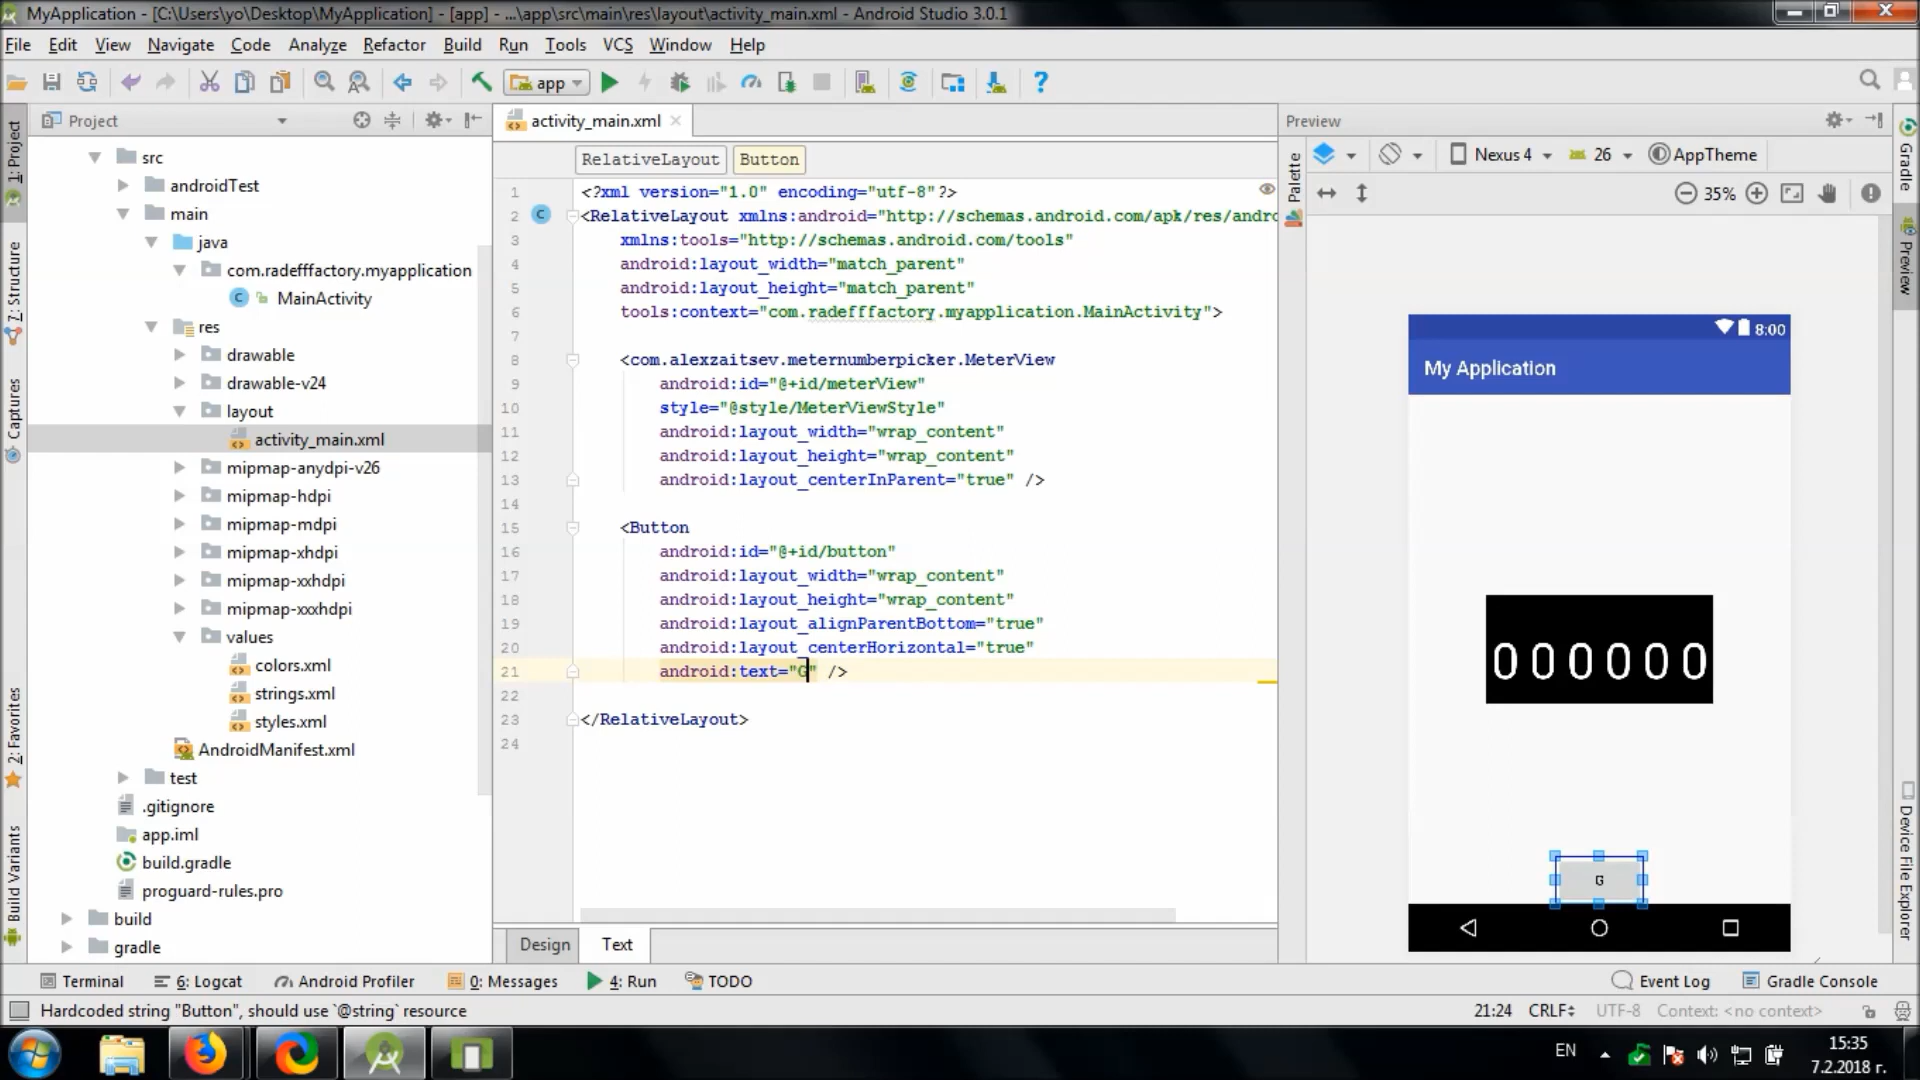 MyApplication - [C:\Users\yo\Desktop\MyApplication] - [app] - ...\app\src\main\res\layout\activity_main.xml - Android Studio 3.0.1
File Edit View Navigate Code Analyze Refactor Build Run Tools VCS Window Help
app
Project
activity_main.xml
Preview
RelativeLayout Button
Nexus 4 26 AppTheme
35%
1: Project
7: Structure
Captures
Build Variants
2: Favorites
src
androidTest
main
java
com.radefffactory.myapplication
MainActivity
res
drawable
drawable-v24
layout
activity_main.xml
mipmap-anydpi-v26
mipmap-hdpi
mipmap-mdpi
mipmap-xhdpi
mipmap-xxhdpi
mipmap-xxxhdpi
values
colors.xml
strings.xml
styles.xml
AndroidManifest.xml
test
.gitignore
app.iml
build.gradle
proguard-rules.pro
build
gradle
1 <?xml version="1.0" encoding="utf-8"?>
2 <RelativeLayout xmlns:android="http://schemas.android.com/apk/res/andro
3 xmlns:tools="http://schemas.android.com/tools"
4 android:layout_width="match_parent"
5 android:layout_height="match_parent"
6 tools:context="com.radefffactory.myapplication.MainActivity">
7
8 <com.alexzaitsev.meternumberpicker.MeterView
9 android:id="@+id/meterView"
10 style="@style/MeterViewStyle"
11 android:layout_width="wrap_content"
12 android:layout_height="wrap_content"
13 android:layout_centerInParent="true" />
14
15 <Button
16 android:id="@+id/button"
17 android:layout_width="wrap_content"
18 android:layout_height="wrap_content"
19 android:layout_alignParentBottom="true"
20 android:layout_centerHorizontal="true"
21 android:text="G" />
22
23 </RelativeLayout>
24
Design Text
Palette
8:00
My Application
0 0 0 0 0 0
G
Gradle
Preview
Device File Explorer
Terminal 6: Logcat Android Profiler 0: Messages 4: Run TODO Event Log Gradle Console
Hardcoded string "Button", should use `@string` resource 21:24 CRLF UTF-8 Context: <no context>
EN
15:35
7.2.2018 г.